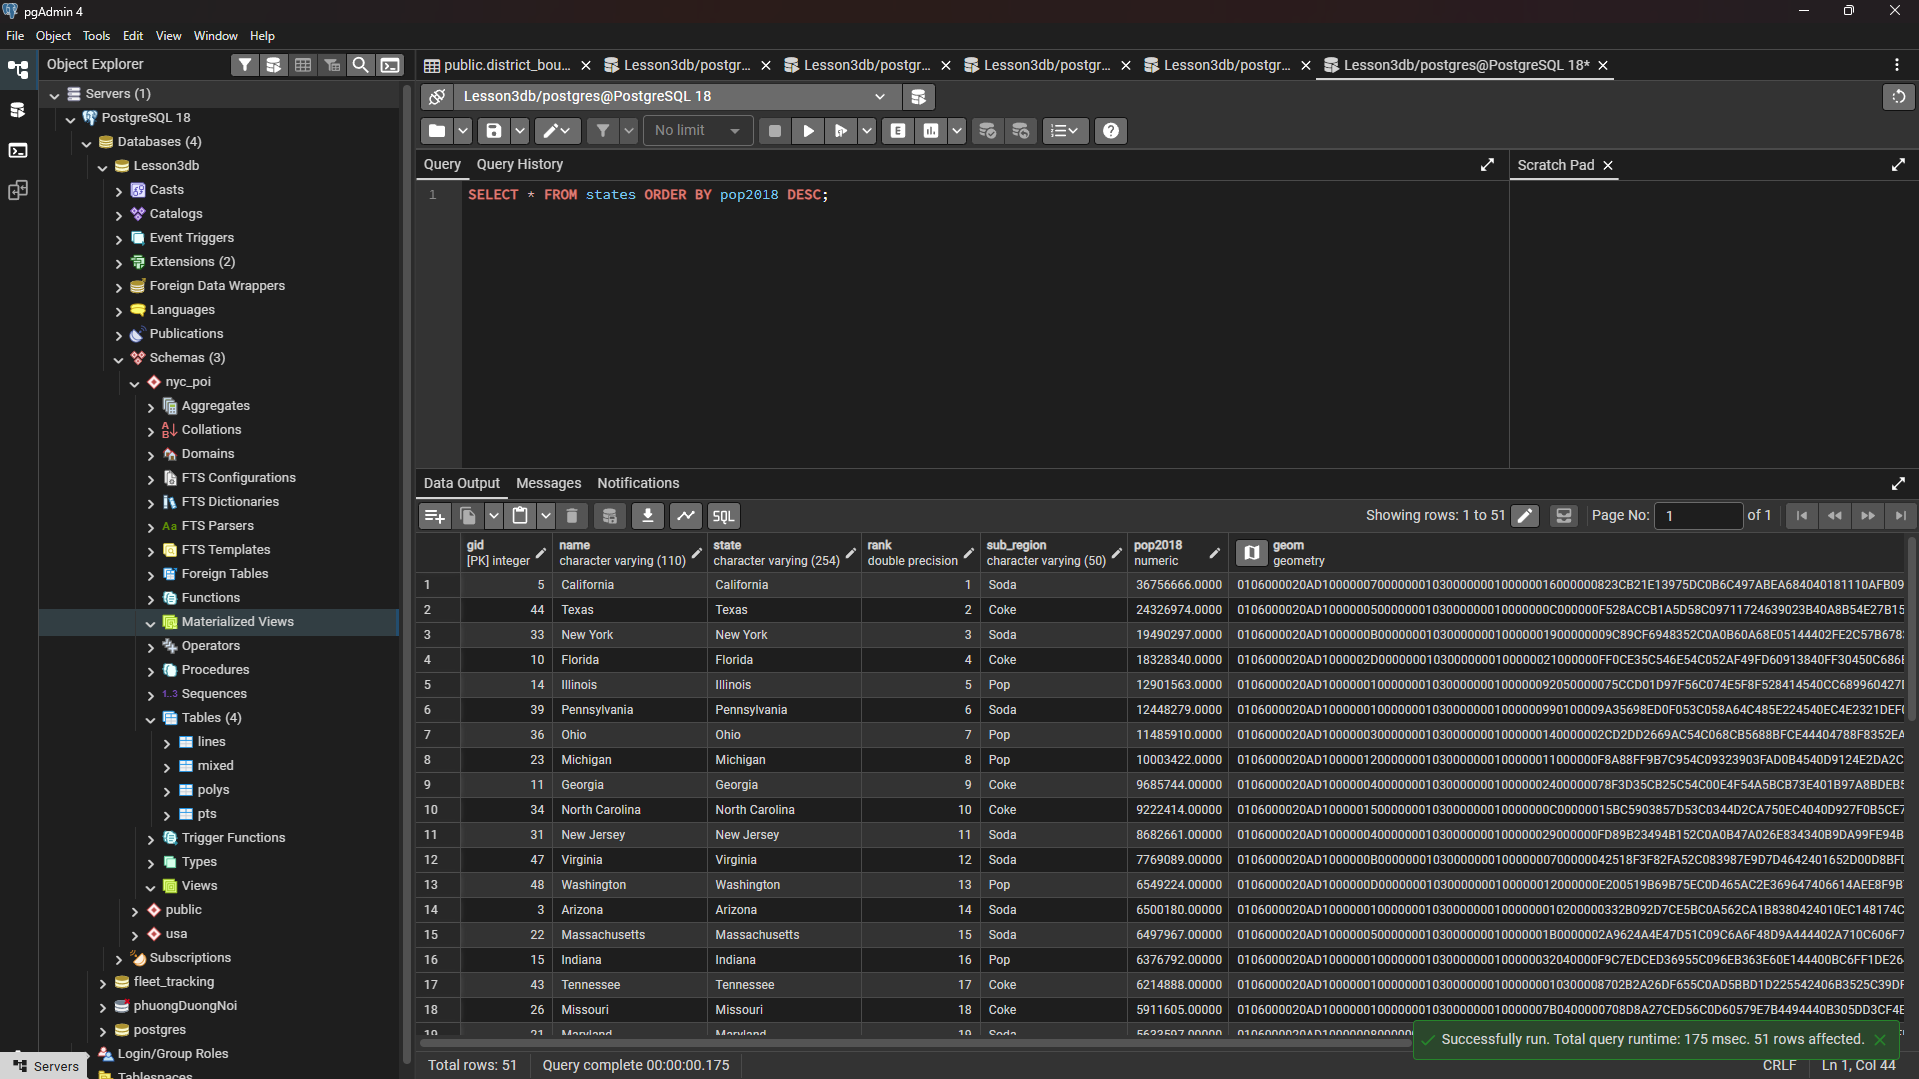 pgAdmin 4
File Object Tools Edit View Window Help
Object Explorer
Servers (1)
PostgreSQL 18
Databases (4)
Lesson3db
Casts
Catalogs
Event Triggers
Extensions (2)
Foreign Data Wrappers
Languages
Publications
Schemas (3)
nyc_poi
Aggregates
Collations
Domains
FTS Configurations
FTS Dictionaries
FTS Parsers
FTS Templates
Foreign Tables
Functions
Materialized Views
Operators
Procedures
1..3 Sequences
Tables (4)
lines
mixed
polys
pts
Trigger Functions
Types
Views
public
usa
Subscriptions
fleet_tracking
phuongDuongNoi
postgres
Login/Group Roles
Tablespaces
Servers
public.district_bou... Lesson3db/postgr... Lesson3db/postgr... Lesson3db/postgr... Lesson3db/postgr... Lesson3db/postgres@PostgreSQL 18*
Lesson3db/postgres@PostgreSQL 18
No limit
Query Query History
Scratch Pad
1 SELECT * FROM states ORDER BY pop2018 DESC;
Data Output Messages Notifications
SQL
Showing rows: 1 to 51 Page No: 1 of 1
gid name state rank sub_region pop2018 geom
[PK] integer character varying (110) character varying (254) double precision character varying (50) numeric geometry
1 5 California California 1 Soda 36756666.0000
2 44 Texas Texas 2 Coke 24326974.0000
3 33 New York New York 3 Soda 19490297.0000
4 10 Florida Florida 4 Coke 18328340.0000
5 14 Illinois Illinois 5 Pop 12901563.0000
6 39 Pennsylvania Pennsylvania 6 Soda 12448279.0000
7 36 Ohio Ohio 7 Pop 11485910.0000
8 23 Michigan Michigan 8 Pop 10003422.0000
9 11 Georgia Georgia 9 Coke 9685744.00000
10 34 North Carolina North Carolina 10 Coke 9222414.00000
11 31 New Jersey New Jersey 11 Soda 8682661.00000
12 47 Virginia Virginia 12 Soda 7769089.00000
13 48 Washington Washington 13 Pop 6549224.00000
14 3 Arizona Arizona 14 Soda 6500180.00000
15 22 Massachusetts Massachusetts 15 Soda 6497967.00000
16 15 Indiana Indiana 16 Pop 6376792.00000
17 43 Tennessee Tennessee 17 Coke 6214888.00000
18 26 Missouri Missouri 18 Coke 5911605.00000
19 21 Maryland Maryland 19 Soda 5633597.00000
Successfully run. Total query runtime: 175 msec. 51 rows affected.
Total rows: 51 Query complete 00:00:00.175 CRLF Ln 1, Col 44